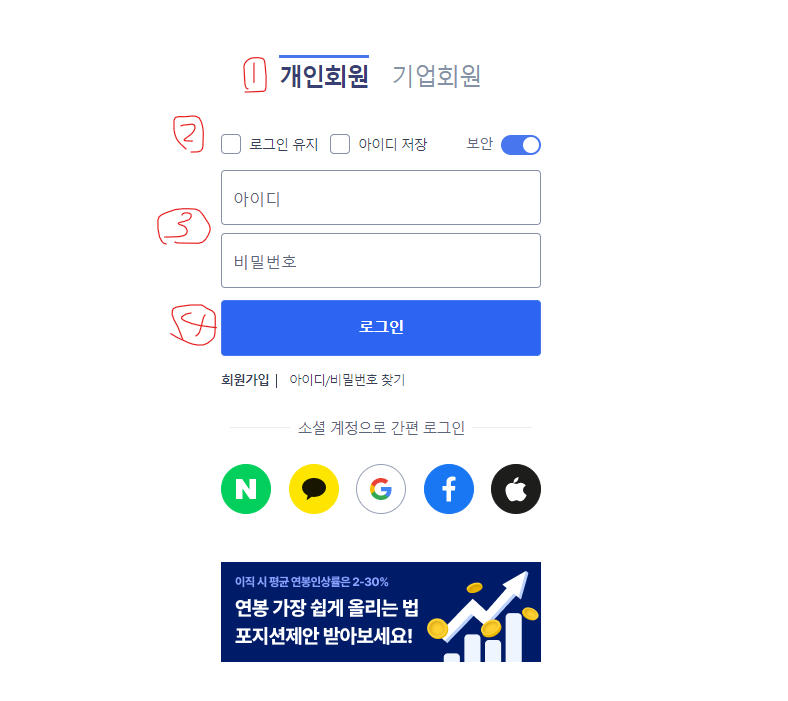 1 개인회원 기업회원
2 로그인 유지 아이디 저장 보안
아이디
3
비밀번호
4 로그인
회원가입 | 아이디/비밀번호 찾기
소셜 계정으로 간편 로그인
N G f
이직 시 평균 연봉인상률은 2-30%
연봉 가장 쉽게 올리는 법
포지션제안 받아보세요!